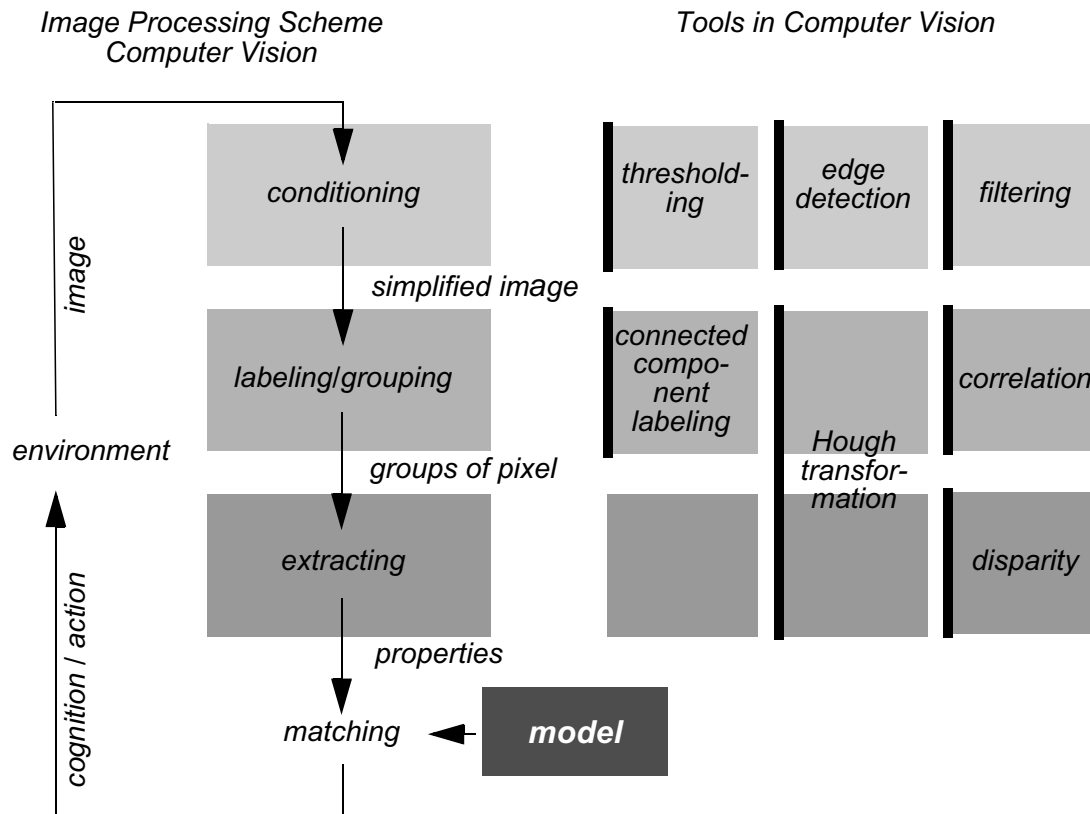 Image Processing Scheme
Computer Vision
Tools in Computer Vision
image
conditioning
simplified image
labeling/grouping
environment
groups of pixel
extracting
cognition / action
properties
matching
model
threshold-
ing
edge
detection
filtering
connected
compo-
nent
labeling
correlation
Hough
transfor-
mation
disparity